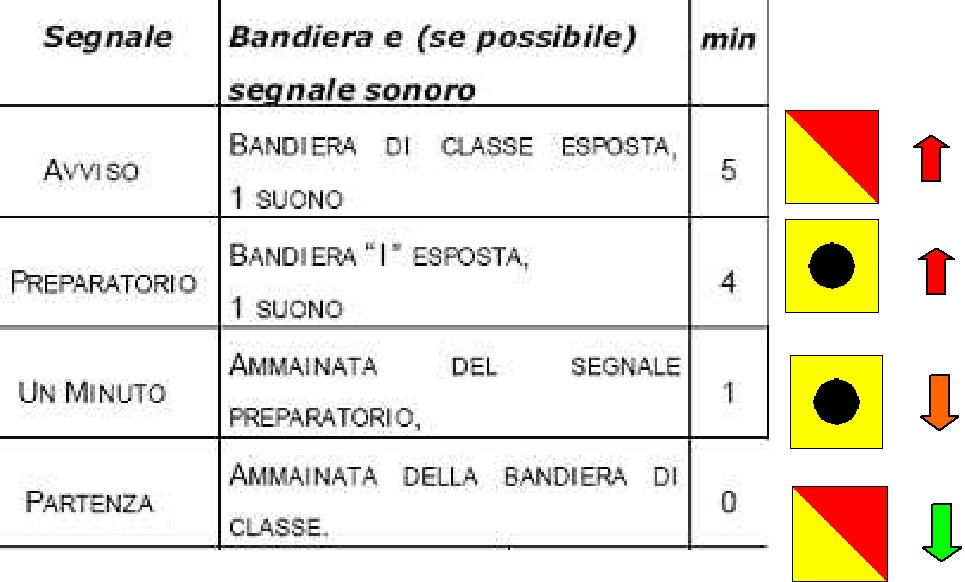 Segnale Bandiera e (se possibile) min
segnale sonoro
Avviso BANDIERA DI CLASSE ESPOSTA, 5
1 SUONO
PREPARATORIO BANDIERA “I” ESPOSTA, 4
1 SUONO
UN MINUTO AMMAINATA DEL SEGNALE 1
PREPARATORIO,
PARTENZA AMMAINATA DELLA BANDIERA DI 0
CLASSE.